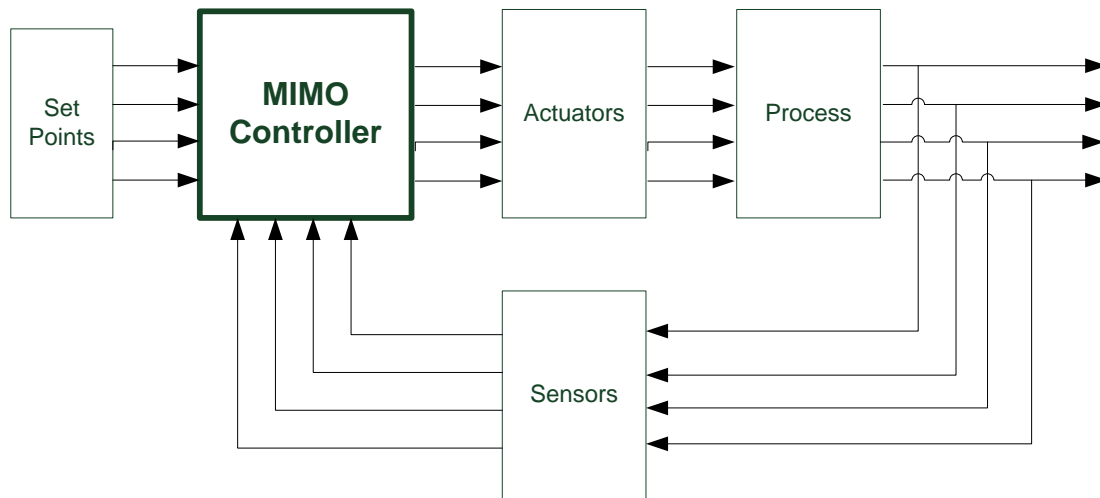 Set
Points
MIMO
Controller
Actuators
Process
Sensors